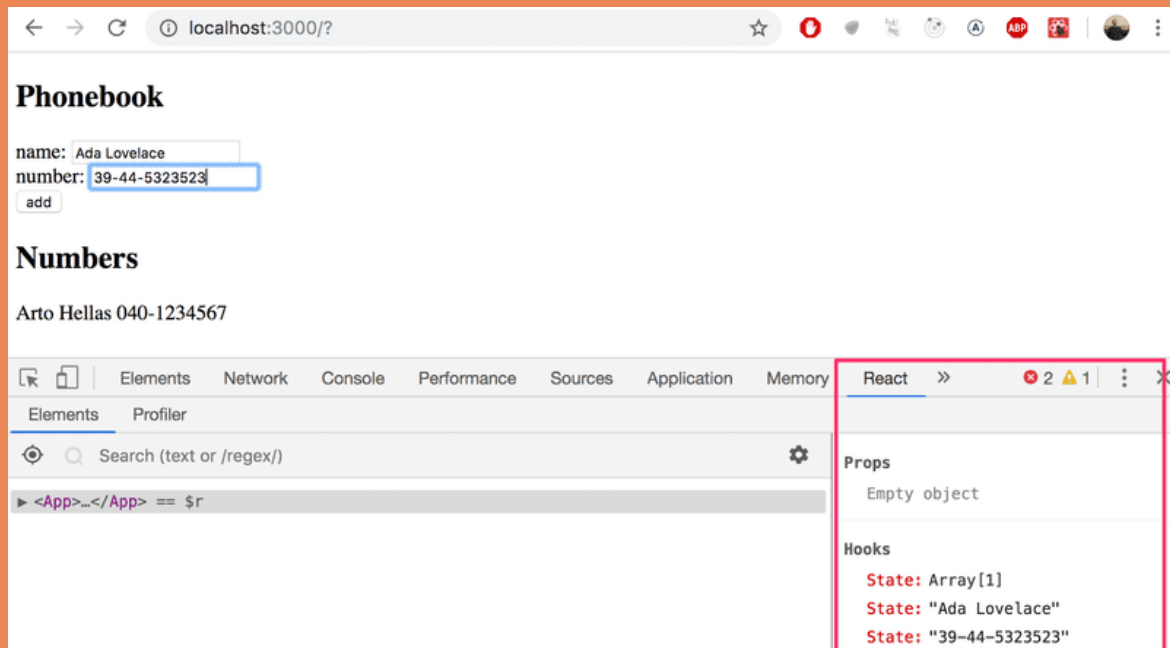 localhost:3000/?
ABP
Phonebook
name: Ada Lovelace
number: 39-44-5323523
add
Numbers
Arto Hellas 040-1234567
Elements Network Console Performance Sources Application Memory React » 2 1
Elements Profiler
Search (text or /regex/)
▶ <App>…</App> == $r
Props
Empty object
Hooks
State: Array[1]
State: "Ada Lovelace"
State: "39-44-5323523"